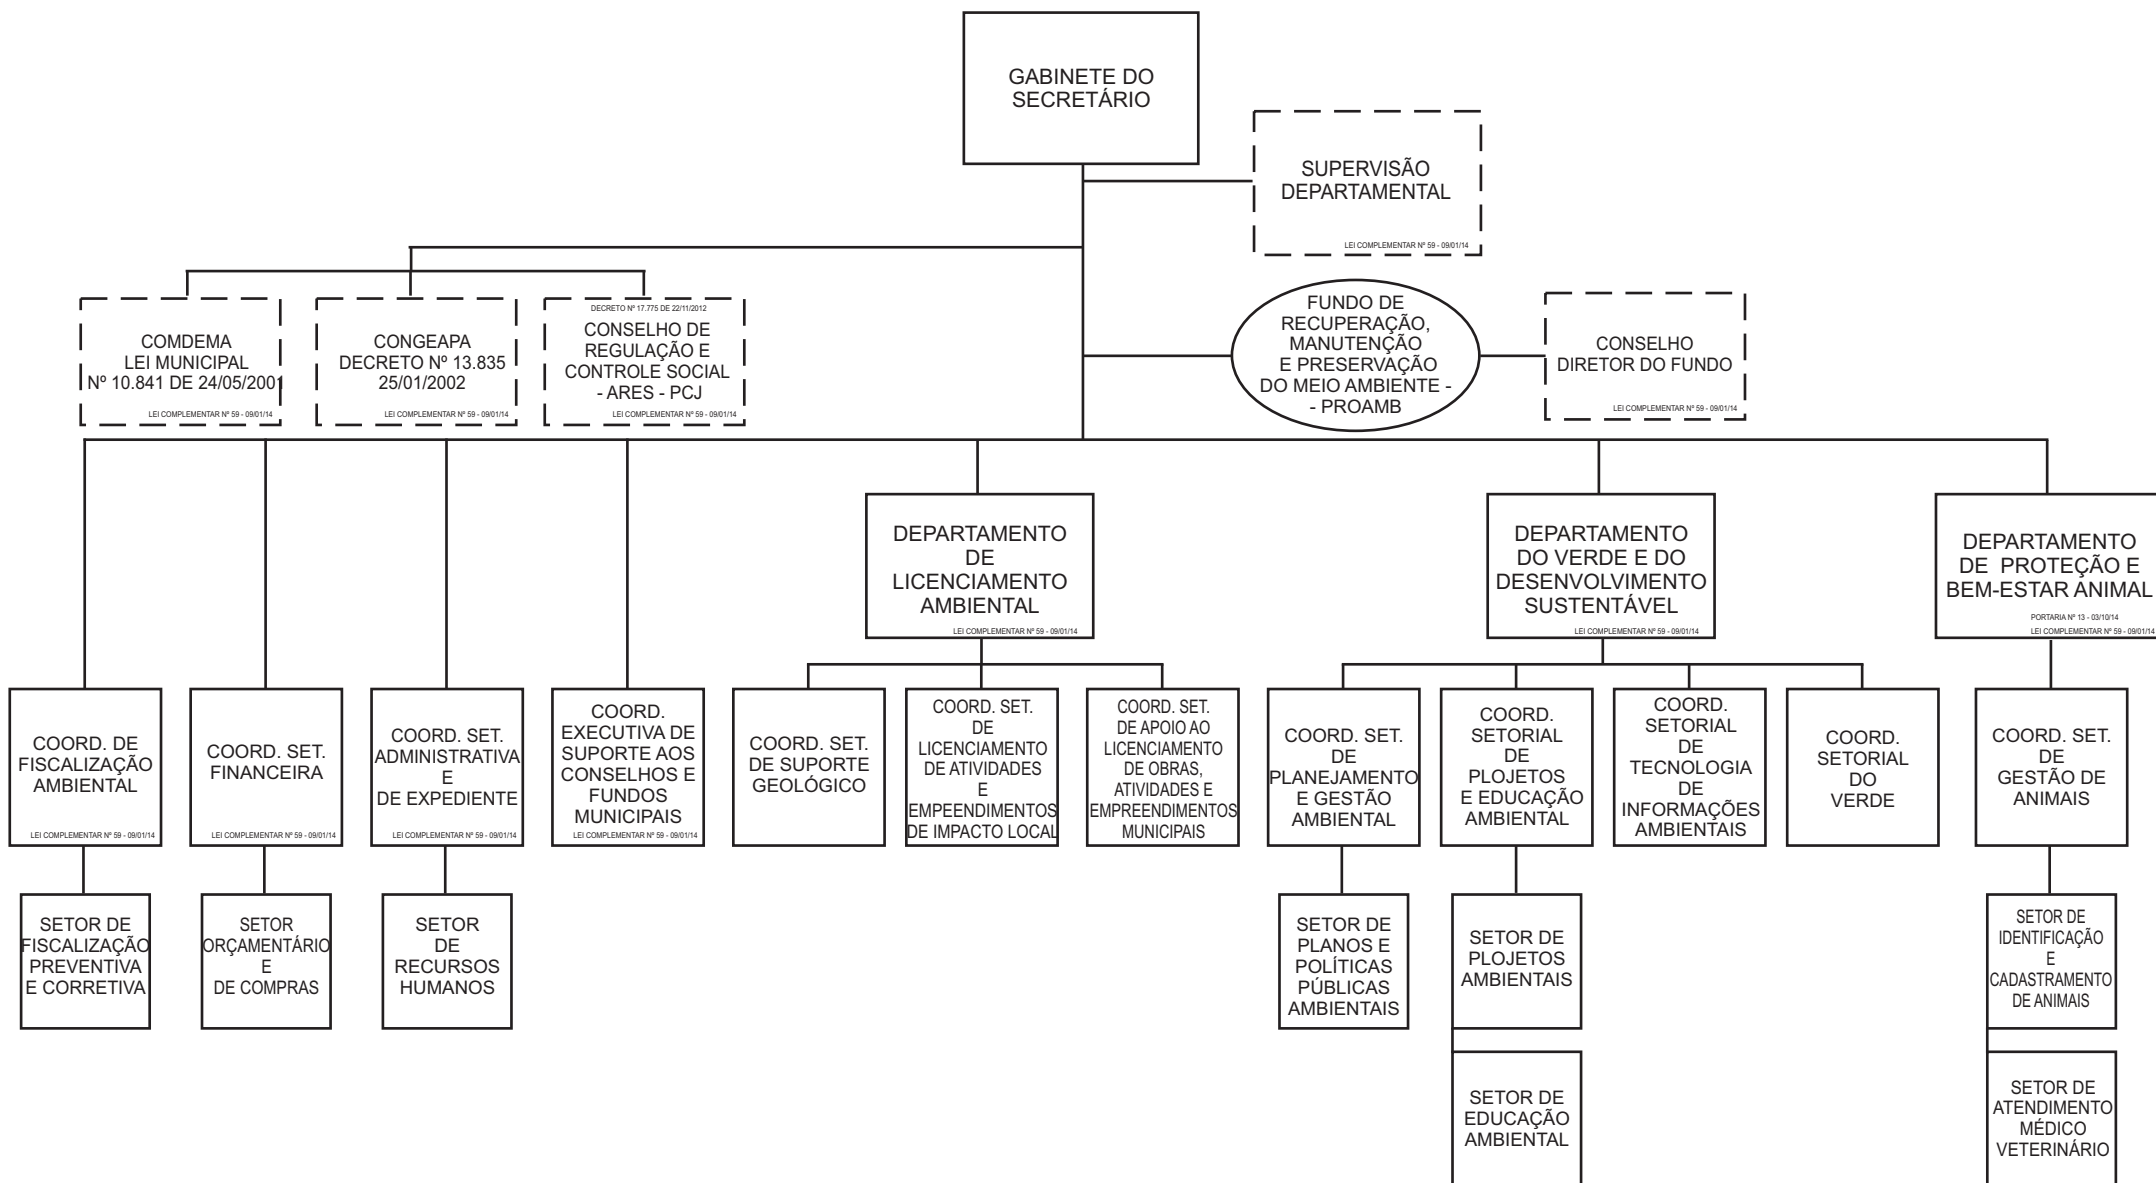 GABINETE DO
SECRETÁRIO
SUPERVISÃO
DEPARTAMENTAL
LEI COMPLEMENTAR Nº 59 - 09/01/14
COMDEMA
LEI MUNICIPAL
Nº 10.841 DE 24/05/2001
LEI COMPLEMENTAR Nº 59 - 09/01/14
CONGEAPA
DECRETO Nº 13.835
25/01/2002
LEI COMPLEMENTAR Nº 59 - 09/01/14
DECRETO Nº 17.775 DE 22/11/2012
CONSELHO DE
REGULAÇÃO E
CONTROLE SOCIAL
- ARES - PCJ
LEI COMPLEMENTAR Nº 59 - 09/01/14
FUNDO DE
RECUPERAÇÃO,
MANUTENÇÃO
E PRESERVAÇÃO
DO MEIO AMBIENTE -
- PROAMB
CONSELHO
DIRETOR DO FUNDO
LEI COMPLEMENTAR Nº 59 - 09/01/14
DEPARTAMENTO
DE
LICENCIAMENTO
AMBIENTAL
LEI COMPLEMENTAR Nº 59 - 09/01/14
DEPARTAMENTO
DO VERDE E DO
DESENVOLVIMENTO
SUSTENTÁVEL
LEI COMPLEMENTAR Nº 59 - 09/01/14
DEPARTAMENTO
DE PROTEÇÃO E
BEM-ESTAR ANIMAL
PORTARIA Nº 13 - 03/10/14
LEI COMPLEMENTAR Nº 59 - 09/01/14
COORD. DE
FISCALIZAÇÃO
AMBIENTAL
LEI COMPLEMENTAR Nº 59 - 09/01/14
COORD. SET.
FINANCEIRA
LEI COMPLEMENTAR Nº 59 - 09/01/14
COORD. SET.
ADMINISTRATIVA
E
DE EXPEDIENTE
LEI COMPLEMENTAR Nº 59 - 09/01/14
COORD.
EXECUTIVA DE
SUPORTE AOS
CONSELHOS E
FUNDOS
MUNICIPAIS
LEI COMPLEMENTAR Nº 59 - 09/01/14
COORD. SET.
DE SUPORTE
GEOLÓGICO
COORD. SET.
DE
LICENCIAMENTO
DE ATIVIDADES
E
EMPEENDIMENTOS
DE IMPACTO LOCAL
COORD. SET.
DE APOIO AO
LICENCIAMENTO
DE OBRAS,
ATIVIDADES E
EMPREENDIMENTOS
MUNICIPAIS
COORD. SET.
DE
PLANEJAMENTO
E GESTÃO
AMBIENTAL
COORD.
SETORIAL
DE
PLOJETOS
E EDUCAÇÃO
AMBIENTAL
COORD.
SETORIAL
DE
TECNOLOGIA
DE
INFORMAÇÕES
AMBIENTAIS
COORD.
SETORIAL
DO
VERDE
COORD. SET.
DE
GESTÃO DE
ANIMAIS
SETOR DE
FISCALIZAÇÃO
PREVENTIVA
E CORRETIVA
SETOR
ORÇAMENTÁRIO
E
DE COMPRAS
SETOR
DE
RECURSOS
HUMANOS
SETOR DE
PLANOS E
POLÍTICAS
PÚBLICAS
AMBIENTAIS
SETOR DE
PLOJETOS
AMBIENTAIS
SETOR DE
IDENTIFICAÇÃO
E
CADASTRAMENTO
DE ANIMAIS
SETOR DE
EDUCAÇÃO
AMBIENTAL
SETOR DE
ATENDIMENTO
MÉDICO
VETERINÁRIO